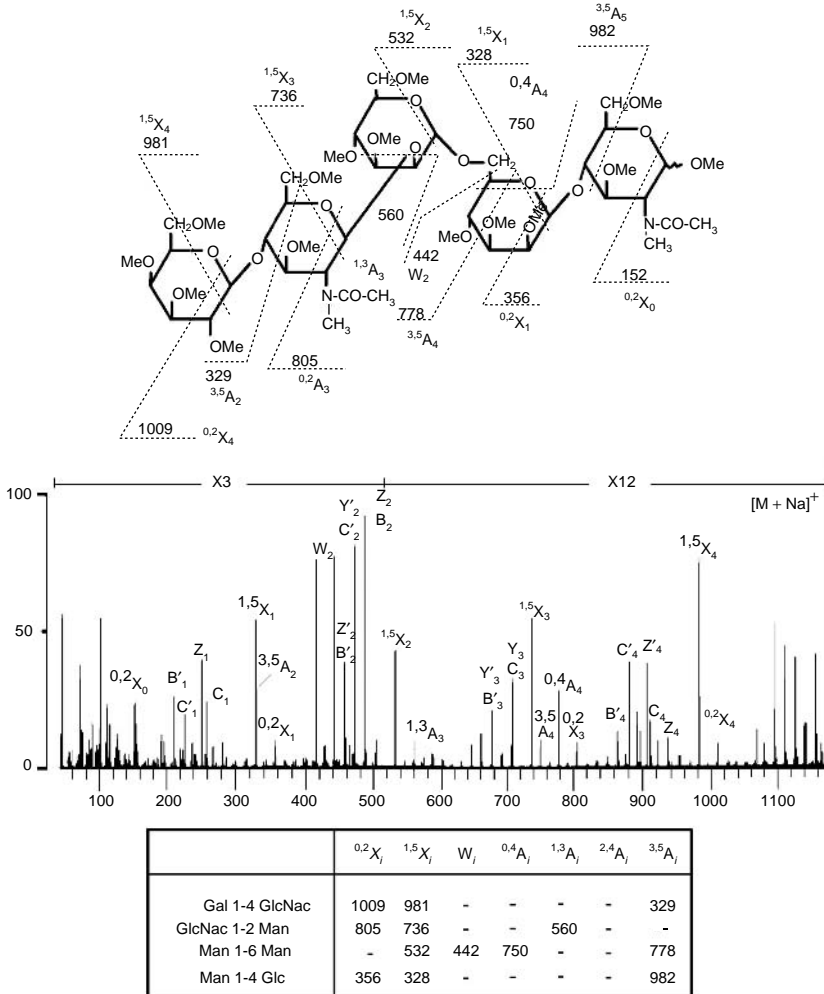 1,5X2
532
1,5X1
328
3,5A5
982
1,5X3
736
0,4A4
750
1,5X4
981
CH2OMe
CH2OMe
O
O
O
CH2
OMe
OMe
MeO
O
O
O
OMe
OMe
N-CO-CH3
CH3
CH2OMe
CH2OMe
O
O
560
442
W2
MeO
OMe
OMe
OMe
MeO
OMe
OMe
O
OMe
1,3A3
N-CO-CH3
CH3
778
3,5A4
356
0,2X1
152
0,2X0
329
3,5A2
805
0,2A3
1009 0,2X4
X3 X12
100
50
0
[M + Na]+
0,2X0
B'1
C'1
Z1
C1
1,5X1
3,5A2
0,2X1
W2
Z'2
B'2
Y'2
C'2
Z2
B2
1,5X2
1,3A3
Y'3
B'3
Y3
C3
1,5X3
3,5
A4
0,4A4
0,2
X3
B'4
C'4
Z'4
C4
Z4
1,5X4
0,2X4
100 200 300 400 500 600 700 800 900 1000 1100
0,2Xi 1,5Xi Wi 0,4Ai 1,3Ai 2,4Ai 3,5Ai
Gal 1-4 GlcNac 1009 981 - - - - 329
GlcNac 1-2 Man 805 736 - - 560 - -
Man 1-6 Man - 532 442 750 - - 778
Man 1-4 Glc 356 328 - - - - 982